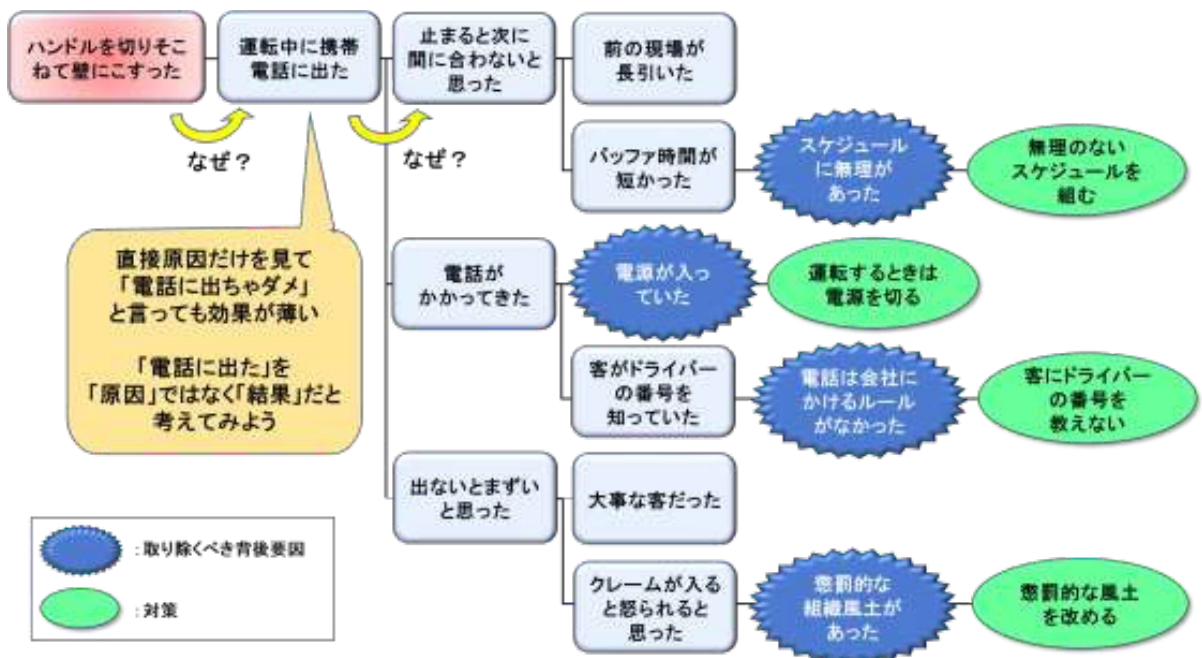 ハンドルを切りそこ
ねて壁にこすった
運転中に携帯
電話に出た
止まると次に
間に合わないと
思った
前の現場が
長引いた
なぜ？
なぜ？
バッファ時間が
短かった
スケジュール
に無理が
あった
無理のない
スケジュールを
組む
直接原因だけを見て
「電話に出ちゃダメ」
と言っても効果が薄い
「電話に出た」を
「原因」ではなく「結果」だと
考えてみよう
電話が
かかってきた
電源が入っ
ていた
運転するときは
電源を切る
客がドライバー
の番号を
知っていた
電話は会社に
かけるルール
がなかった
客にドライバー
の番号を
教えない
出ないとまずい
と思った
大事な客だった
クレームが入る
と怒られると
思った
懲罰的な
組織風土が
あった
懲罰的な風土
を改める
：取り除くべき背後要因
：対策